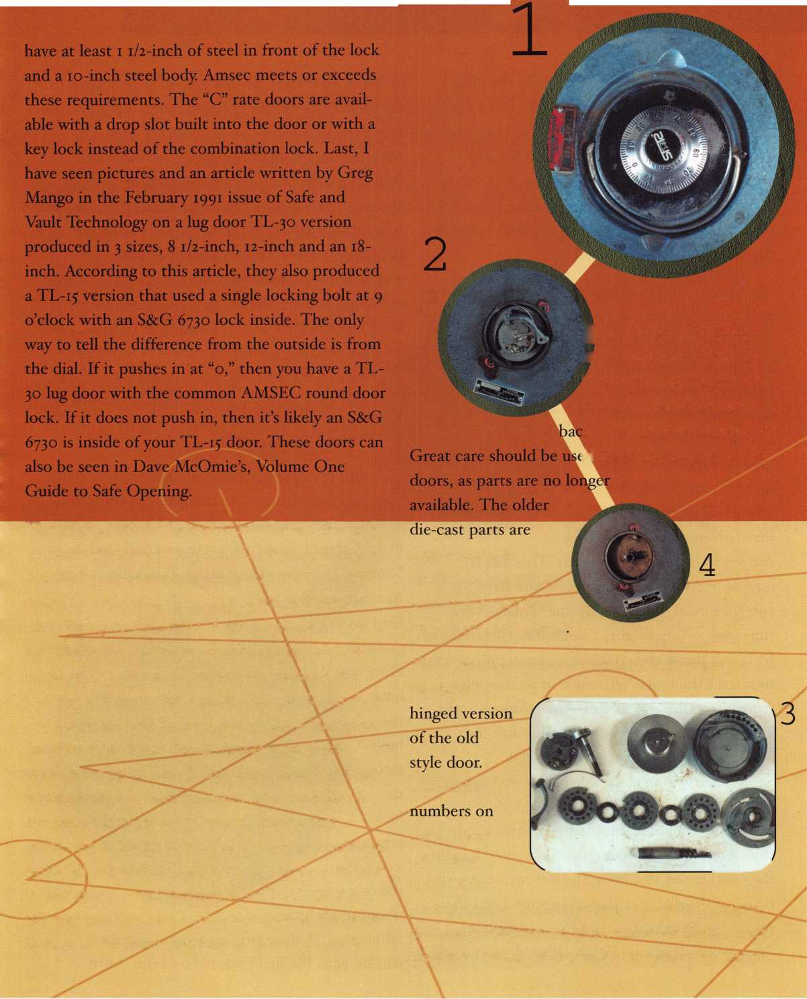 have at least 1 1/2-inch of steel in front of the lock
and a 10-inch steel body. Amsec meets or exceeds
these requirements. The “C” rate doors are avail-
able with a drop slot built into the door or with a
key lock instead of the combination lock. Last, I
have seen pictures and an article written by Greg
Mango in the February 1991 issue of Safe and
Vault Technology on a lug door TL-30 version
produced in 3 sizes, 8 1/2-inch, 12-inch and an 18-
inch. According to this article, they also produced
a TL-15 version that used a single locking bolt at 9
o’clock with an S&G 6730 lock inside. The only
way to tell the difference from the outside is from
the dial. If it pushes in at “0,” then you have a TL-
30 lug door with the common AMSEC round door
lock. If it does not push in, then it’s likely an S&G
6730 is inside of your TL-15 door. These doors can
also be seen in Dave McOmie’s, Volume One
Guide to Safe Opening.
1
2
bac
Great care should be use
doors, as parts are no longer
available. The older
die-cast parts are
4
hinged version
of the old
style door.
numbers on
3